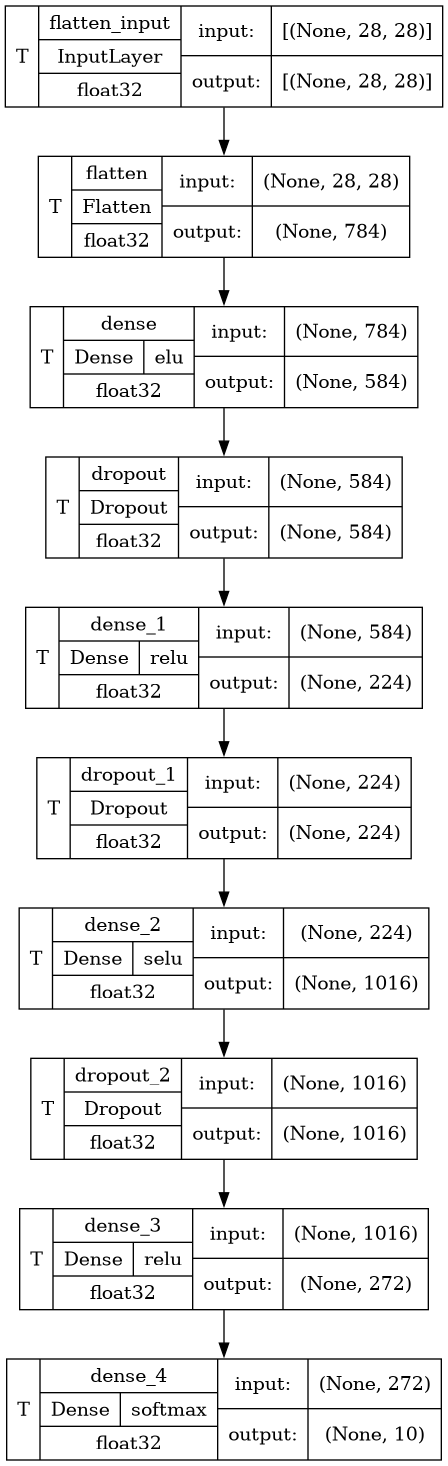 T
flatten_input
InputLayer
float32
input:
[(None, 28, 28)]
output:
[(None, 28, 28)]
T
flatten
Flatten
float32
input:
(None, 28, 28)
output:
(None, 784)
T
dense
Dense elu
float32
input:
(None, 784)
output:
(None, 584)
T
dropout
Dropout
float32
input:
(None, 584)
output:
(None, 584)
T
dense_1
Dense relu
float32
input:
(None, 584)
output:
(None, 224)
T
dropout_1
Dropout
float32
input:
(None, 224)
output:
(None, 224)
T
dense_2
Dense selu
float32
input:
(None, 224)
output:
(None, 1016)
T
dropout_2
Dropout
float32
input:
(None, 1016)
output:
(None, 1016)
T
dense_3
Dense relu
float32
input:
(None, 1016)
output:
(None, 272)
T
dense_4
Dense softmax
float32
input:
(None, 272)
output:
(None, 10)